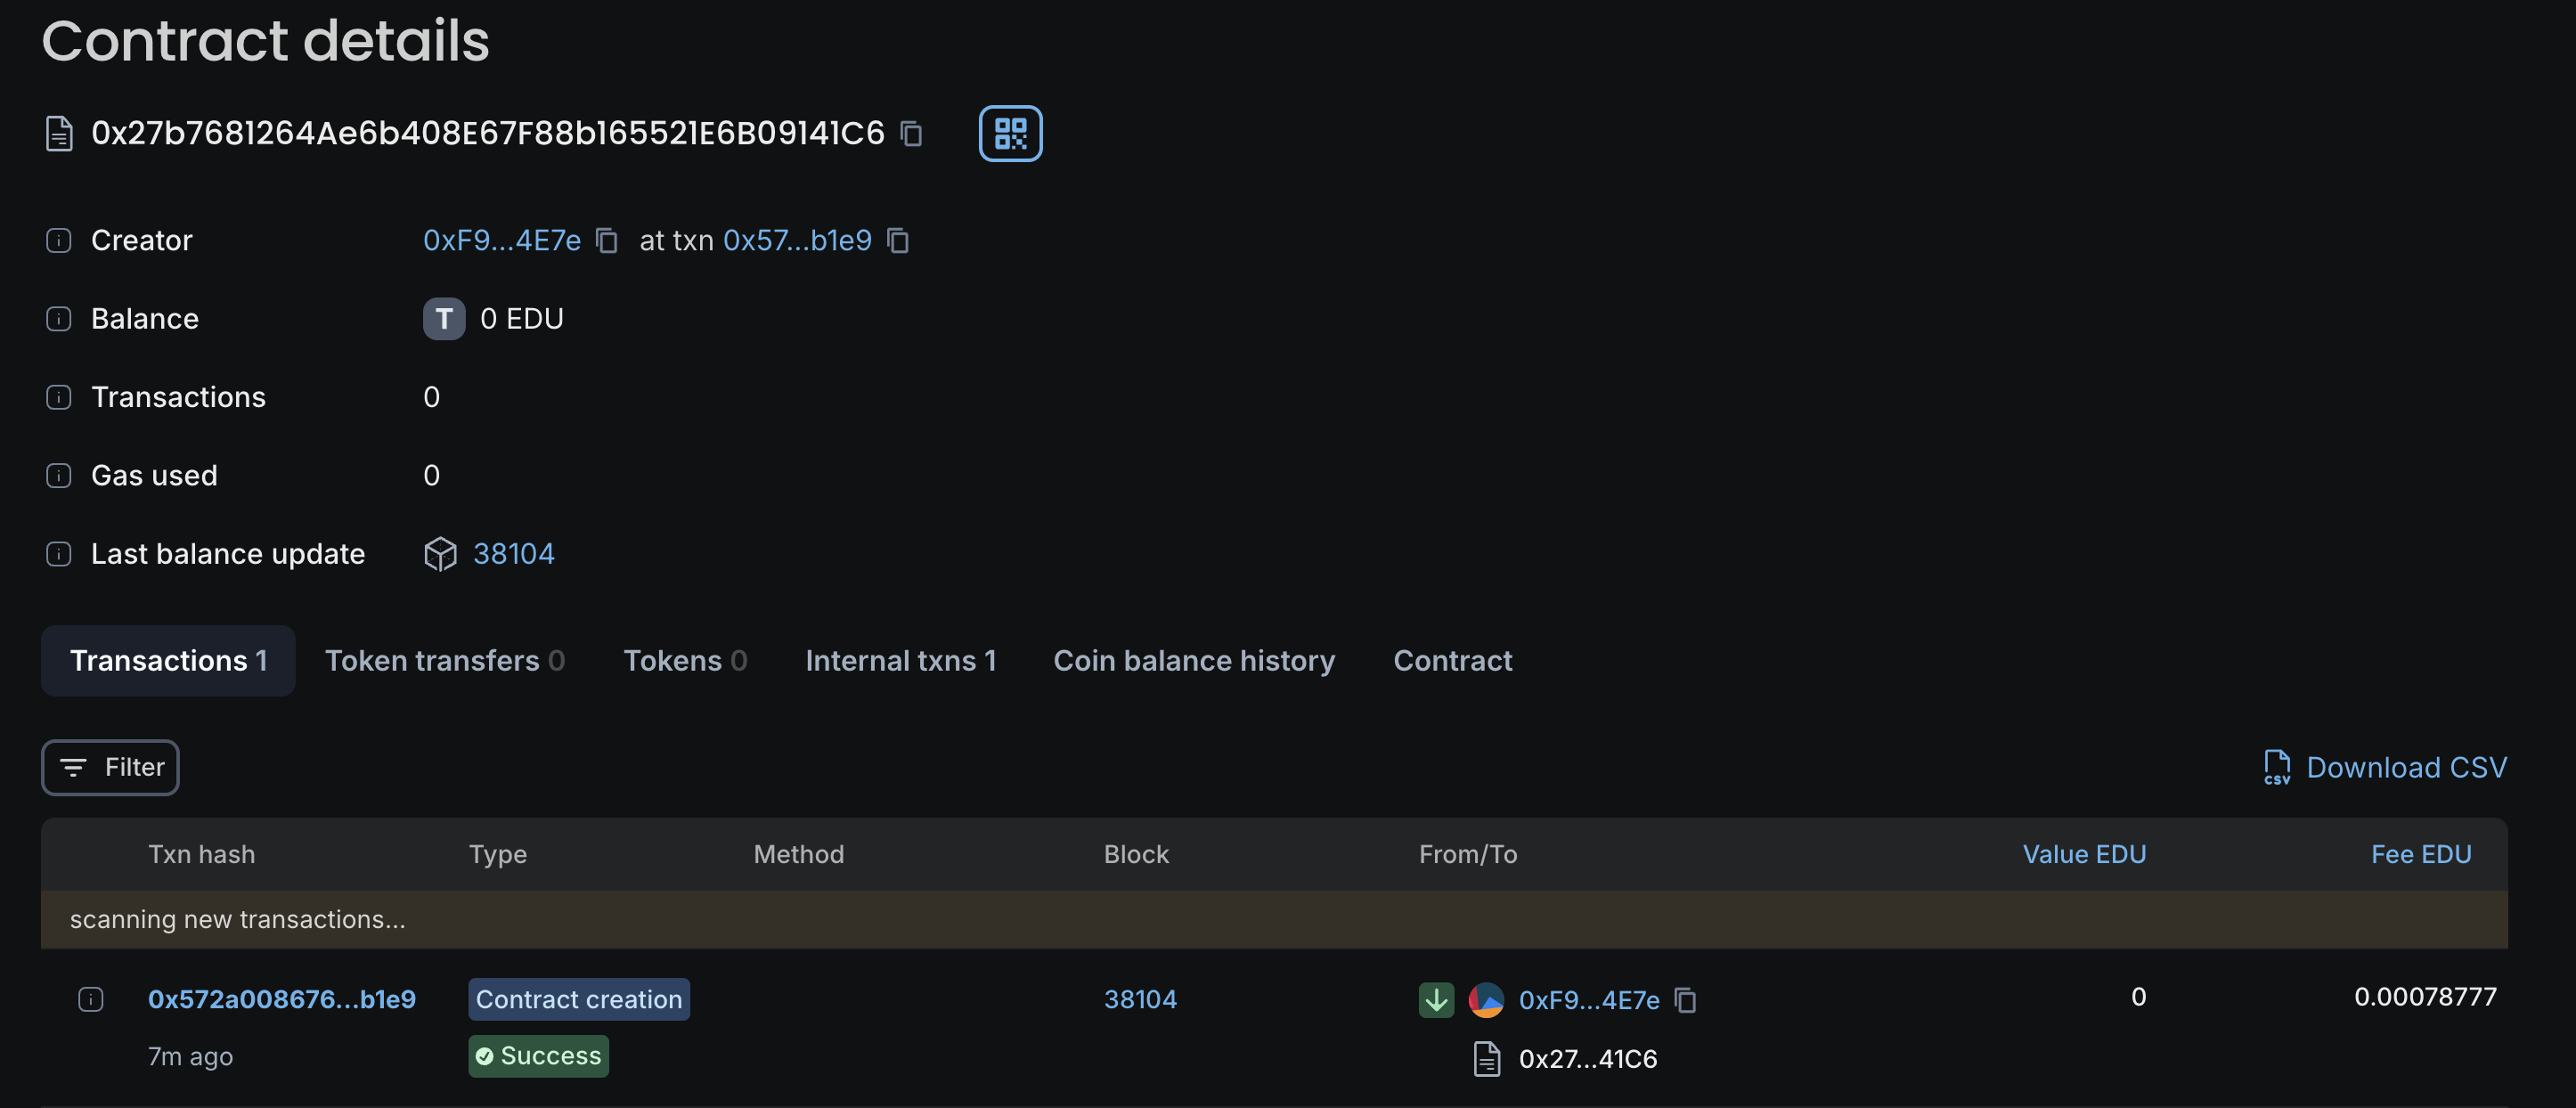 Contract details
0x27b7681264Ae6b408E67F88b165521E6B09141C6
Creator 0xF9...4E7e at txn 0x57...b1e9
Balance T 0 EDU
Transactions 0
Gas used 0
Last balance update 38104
Transactions 1 Token transfers 0 Tokens 0 Internal txns 1 Coin balance history Contract
Filter CSV Download CSV
Txn hash Type Method Block From/To Value EDU Fee EDU
scanning new transactions...
0x572a008676...b1e9 Contract creation 38104 0xF9...4E7e 0 0.00078777
7m ago Success 0x27...41C6